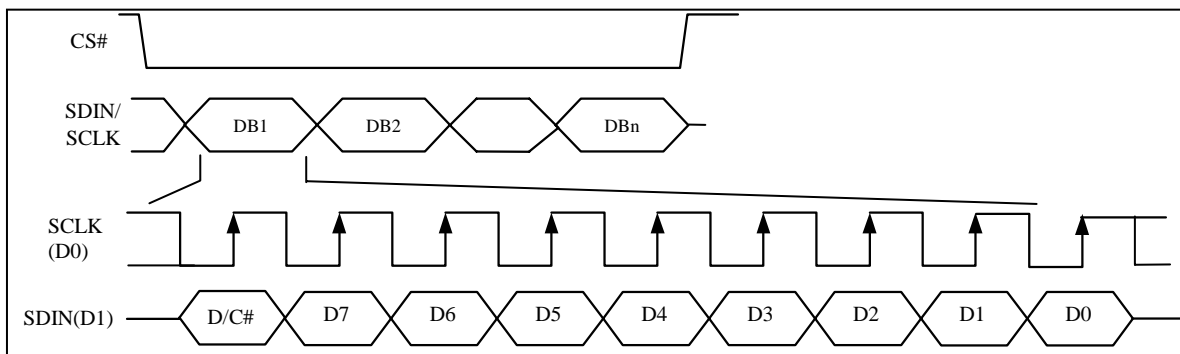 CS#
SDIN/
SCLK
DB1 DB2 DBn
SCLK
(D0)
SDIN(D1) D/C# D7 D6 D5 D4 D3 D2 D1 D0